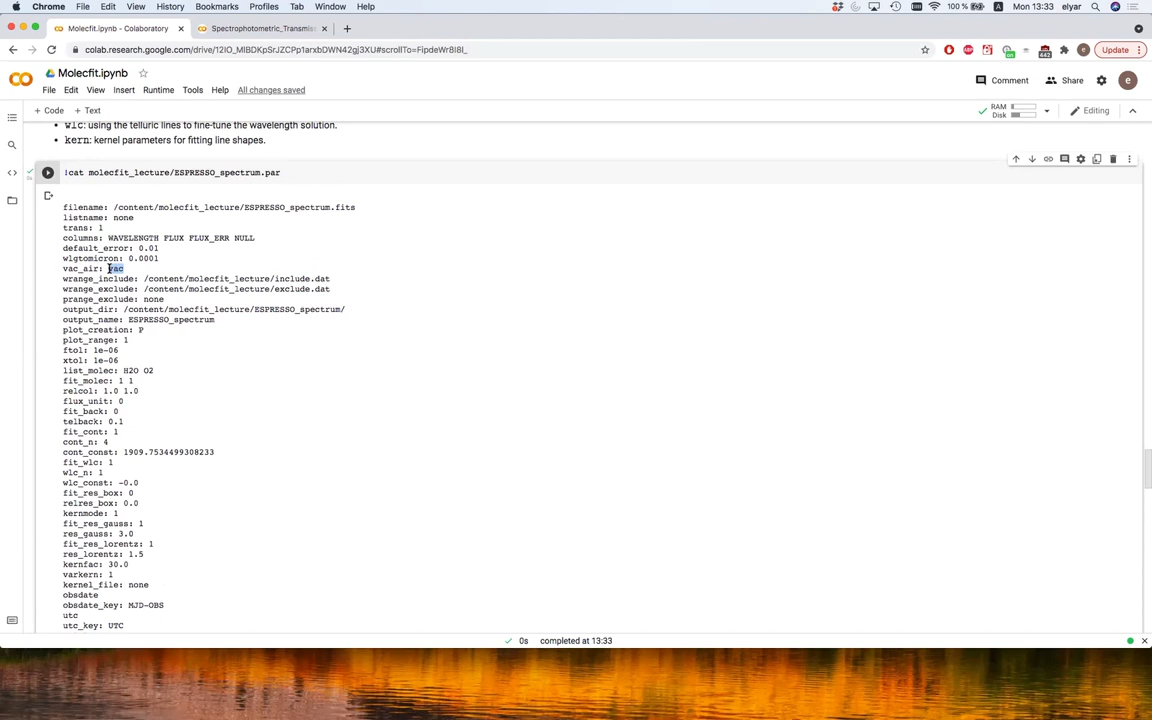 Chrome File Edit View History Bookmarks Profiles Tab Window Help 100 % Mon 13:33 elyar
Molecfit.ipynb - Colaboratory Spectrophotometric_Transmis
colab.research.google.com/drive/ Update
Molecfit.ipynb Comment Share e
File Edit View Insert Runtime Tools Help All changes saved
+ Code + Text RAM Disk Editing
wlc: using the telluric lines to fine-tune the wavelength solution.
kern: kernel parameters for fitting line shapes.
!cat molecfit_lecture/ESPRESSO_spectrum.par
filename: /content/molecfit_lecture/ESPRESSO_spectrum.fits
listname: none
trans: 1
columns: WAVELENGTH FLUX FLUX_ERR NULL
default_error: 0.01
wlgtomicron: 0.0001
vac_air: vac
wrange_include: /content/molecfit_lecture/include.dat
wrange_exclude: /content/molecfit_lecture/exclude.dat
prange_exclude: none
output_dir: /content/molecfit_lecture/ESPRESSO_spectrum/
output_name: ESPRESSO_spectrum
plot_creation: P
plot_range: 1
ftol: 1e-06
xtol: 1e-06
list_molec: H2O O2
fit_molec: 1 1
relcol: 1.0 1.0
flux_unit: 0
fit_back: 0
telback: 0.1
fit_cont: 1
cont_n: 4
cont_const: 1909.7534499308233
fit_wlc: 1
wlc_n: 1
wlc_const: -0.0
fit_res_box: 0
relres_box: 0.0
kernmode: 1
fit_res_gauss: 1
res_gauss: 3.0
fit_res_lorentz: 1
res_lorentz: 1.5
kernfac: 30.0
varkern: 1
kernel_file: none
obsdate
obsdate_key: MJD-OBS
utc
utc_key: UTC
0s completed at 13:33